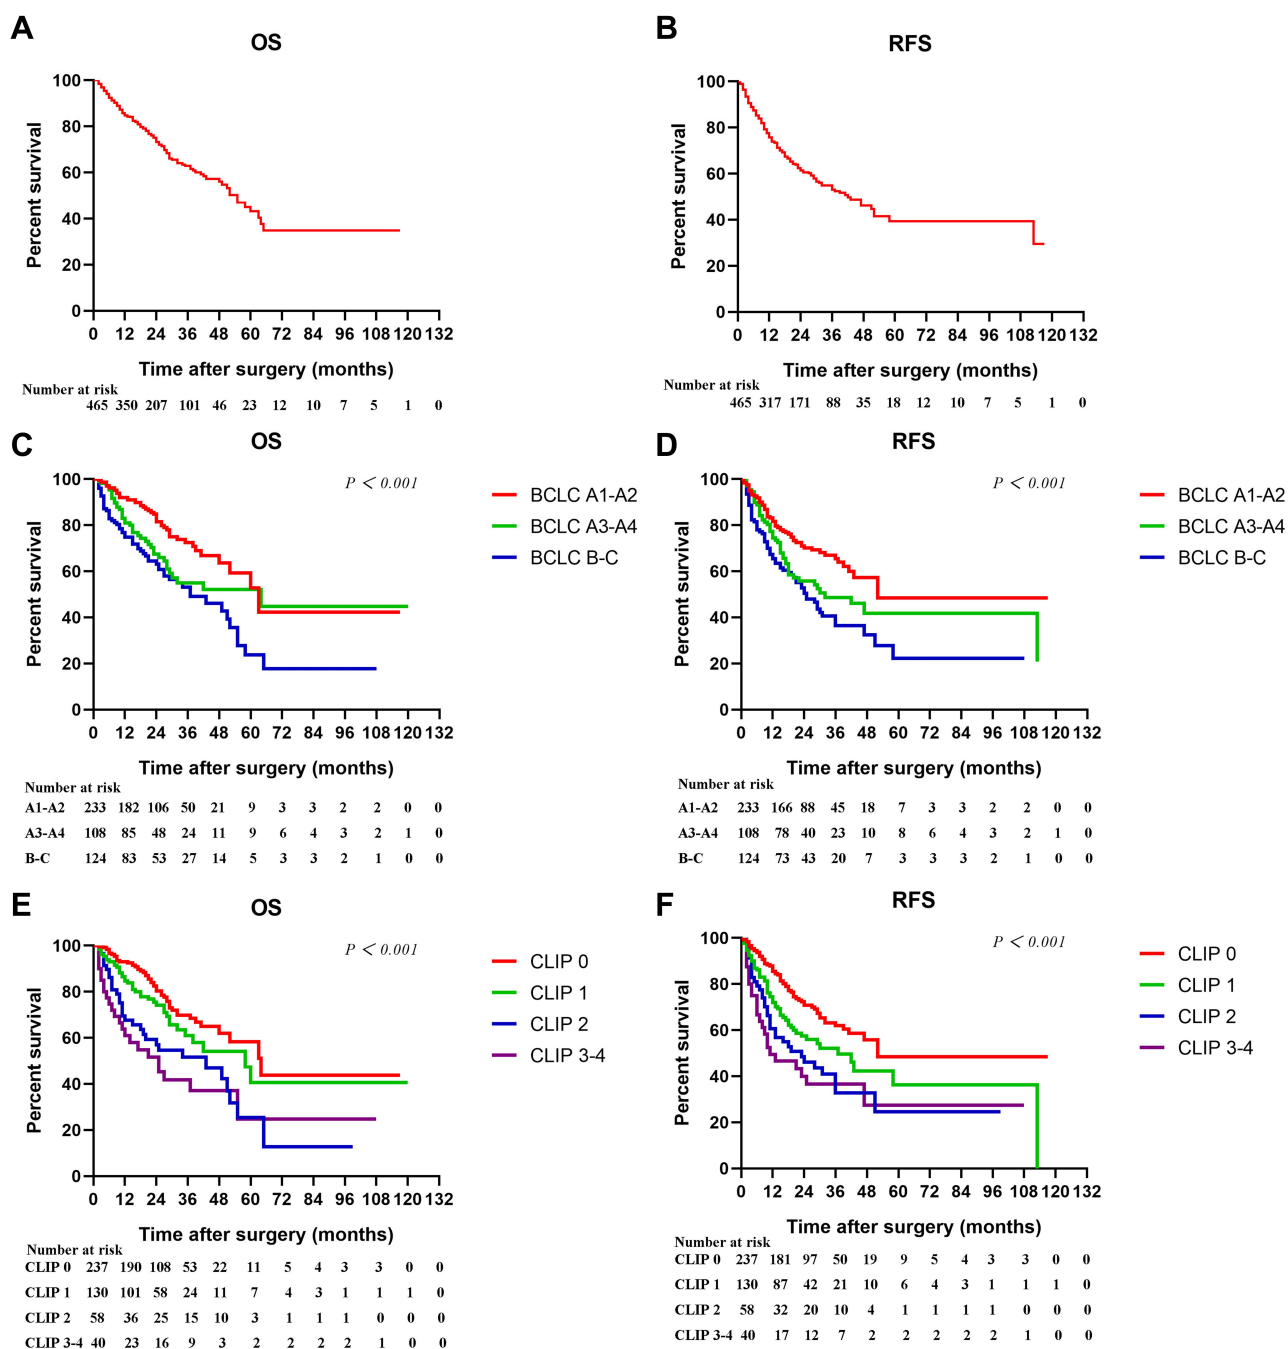 A
OS
Percent survival
100
80
60
40
20
0
0 12 24 36 48 60 72 84 96 108 120 132
Time after surgery (months)
Number at risk
465 350 207 101 46 23 12 10 7 5 1 0
B
RFS
Percent survival
100
80
60
40
20
0
0 12 24 36 48 60 72 84 96 108 120 132
Time after surgery (months)
Number at risk
465 317 171 88 35 18 12 10 7 5 1 0
C
OS
P < 0.001
Percent survival
100
80
60
40
20
0
0 12 24 36 48 60 72 84 96 108 120 132
Time after surgery (months)
BCLC A1-A2
BCLC A3-A4
BCLC B-C
Number at risk
A1-A2 233 182 106 50 21 9 3 3 2 2 0 0
A3-A4 108 85 48 24 11 9 6 4 3 2 1 0
B-C 124 83 53 27 14 5 3 3 2 1 0 0
D
RFS
P < 0.001
Percent survival
100
80
60
40
20
0
0 12 24 36 48 60 72 84 96 108 120 132
Time after surgery (months)
BCLC A1-A2
BCLC A3-A4
BCLC B-C
Number at risk
A1-A2 233 166 88 45 18 7 3 3 2 2 0 0
A3-A4 108 78 40 23 10 8 6 4 3 2 1 0
B-C 124 73 43 20 7 3 3 3 2 1 0 0
E
OS
P < 0.001
Percent survival
100
80
60
40
20
0
0 12 24 36 48 60 72 84 96 108 120 132
Time after surgery (months)
CLIP 0
CLIP 1
CLIP 2
CLIP 3-4
Number at risk
CLIP 0 237 190 108 53 22 11 5 4 3 3 0 0
CLIP 1 130 101 58 24 11 7 4 3 1 1 1 0
CLIP 2 58 36 25 15 10 3 1 1 1 0 0 0
CLIP 3-4 40 23 16 9 3 2 2 2 2 1 0 0
F
RFS
P < 0.001
Percent survival
100
80
60
40
20
0
0 12 24 36 48 60 72 84 96 108 120 132
Time after surgery (months)
CLIP 0
CLIP 1
CLIP 2
CLIP 3-4
Number at risk
CLIP 0 237 181 97 50 19 9 5 4 3 3 0 0
CLIP 1 130 87 42 21 10 6 4 3 1 1 1 0
CLIP 2 58 32 20 10 4 1 1 1 1 0 0 0
CLIP 3-4 40 17 12 7 2 2 2 2 2 1 0 0